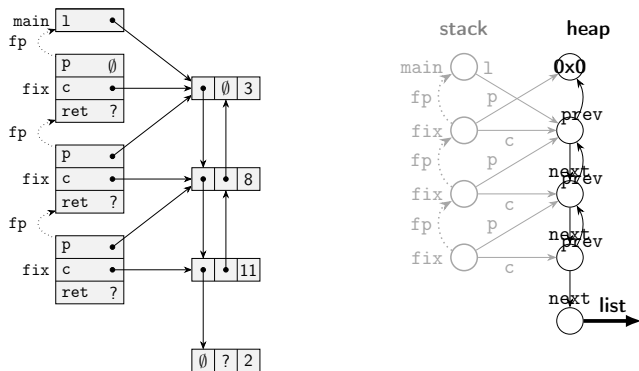 main l
fp
p ∅
fix c
ret ?
∅ 3
fp
p
fix c
ret ?
8
fp
p
fix c
ret ?
11
∅ ? 2
stack heap
main l 0x0
fp p prev
fix c
next
fp p prev
fix c
next
fp p prev
fix c
next
list